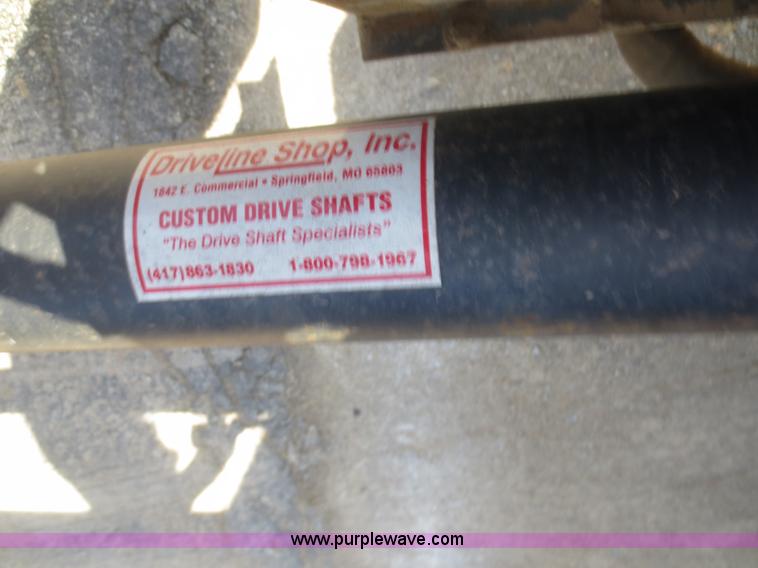 DriveLine Shop, Inc.
1842 E. Commercial • Springfield, MO 65803
CUSTOM DRIVE SHAFTS
"The Drive Shaft Specialists"
(417)863-1830 1-800-798-1967
www.purplewave.com